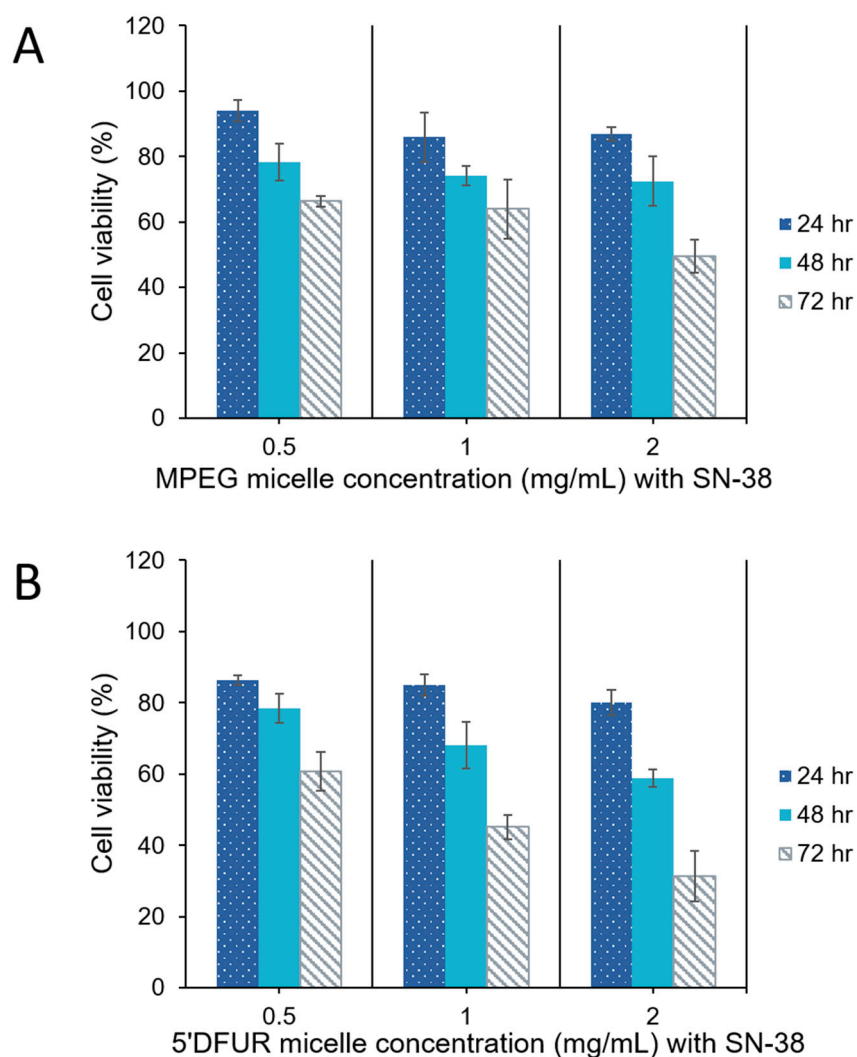 A
120
100
80
60
40
20
0
Cell viability (%)
0.5 1 2
MPEG micelle concentration (mg/mL) with SN-38
24 hr
48 hr
72 hr
B
120
100
80
60
40
20
0
Cell viability (%)
0.5 1 2
5'DFUR micelle concentration (mg/mL) with SN-38
24 hr
48 hr
72 hr